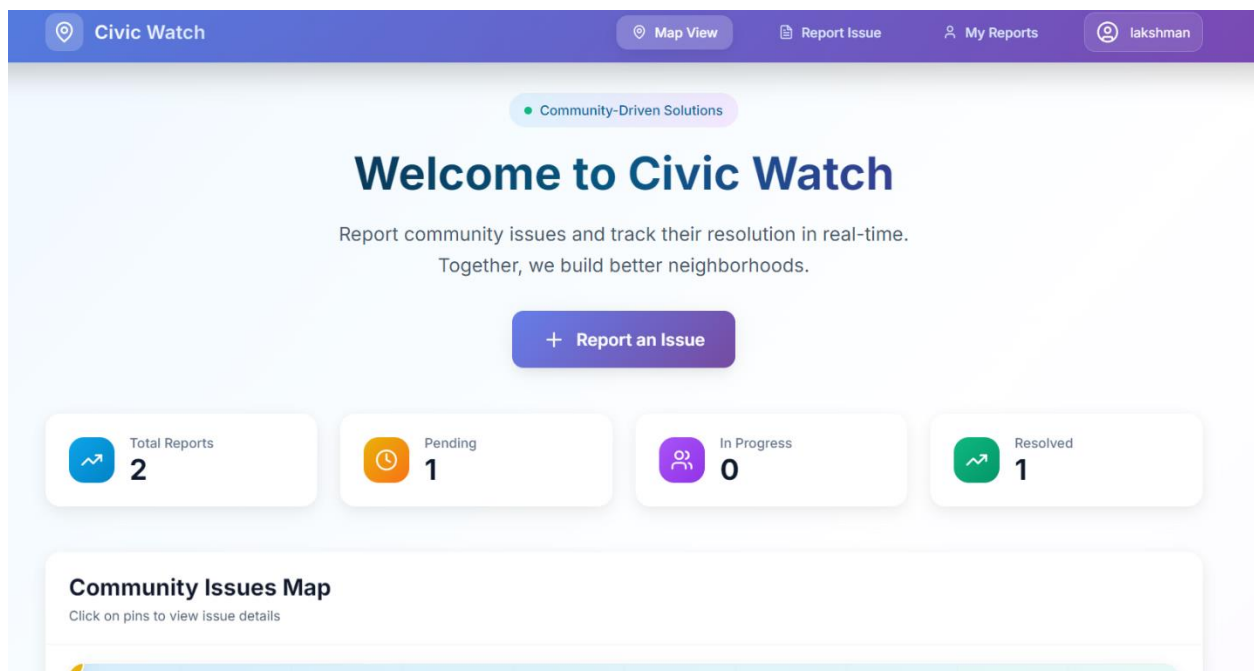 Civic Watch
Map View
Report Issue
My Reports
lakshman
Community-Driven Solutions
Welcome to Civic Watch
Report community issues and track their resolution in real-time.
Together, we build better neighborhoods.
+ Report an Issue
Total Reports
2
Pending
1
In Progress
0
Resolved
1
Community Issues Map
Click on pins to view issue details